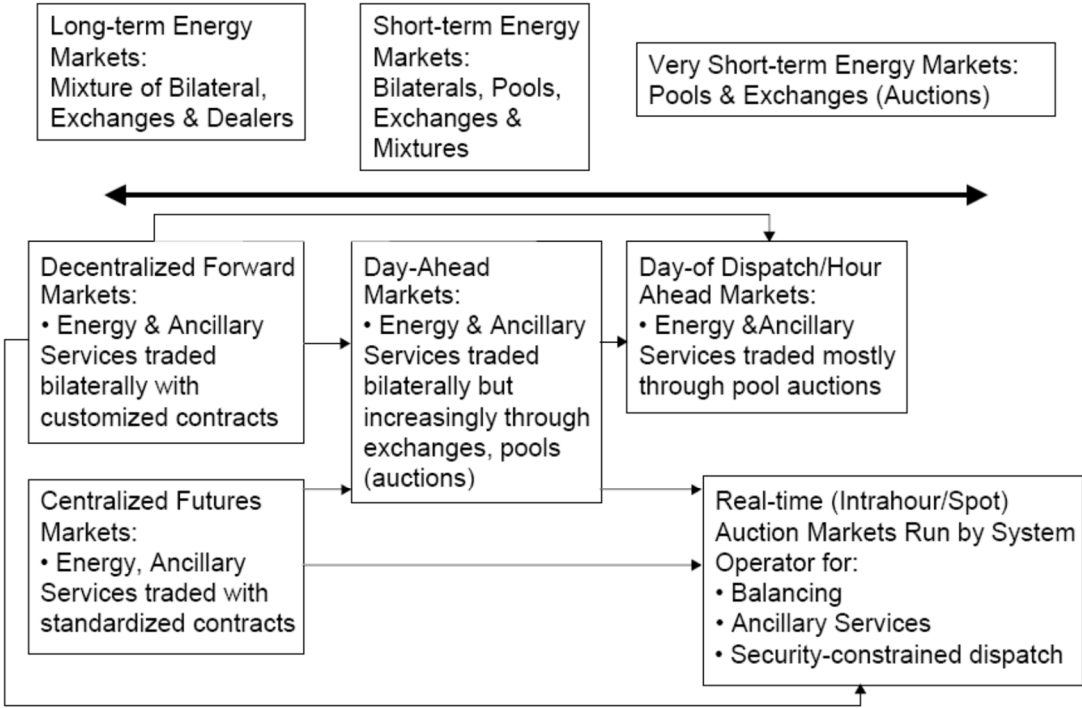 Long-term Energy
Markets:
Mixture of Bilateral,
Exchanges & Dealers
Short-term Energy
Markets:
Bilaterals, Pools,
Exchanges &
Mixtures
Very Short-term Energy Markets:
Pools & Exchanges (Auctions)
Decentralized Forward
Markets:
• Energy & Ancillary
Services traded
bilaterally with
customized contracts
Day-Ahead
Markets:
• Energy & Ancillary
Services traded
bilaterally but
increasingly through
exchanges, pools
(auctions)
Day-of Dispatch/Hour
Ahead Markets:
• Energy &Ancillary
Services traded mostly
through pool auctions
Centralized Futures
Markets:
• Energy, Ancillary
Services traded with
standardized contracts
Real-time (Intrahour/Spot)
Auction Markets Run by System
Operator for:
• Balancing
• Ancillary Services
• Security-constrained dispatch